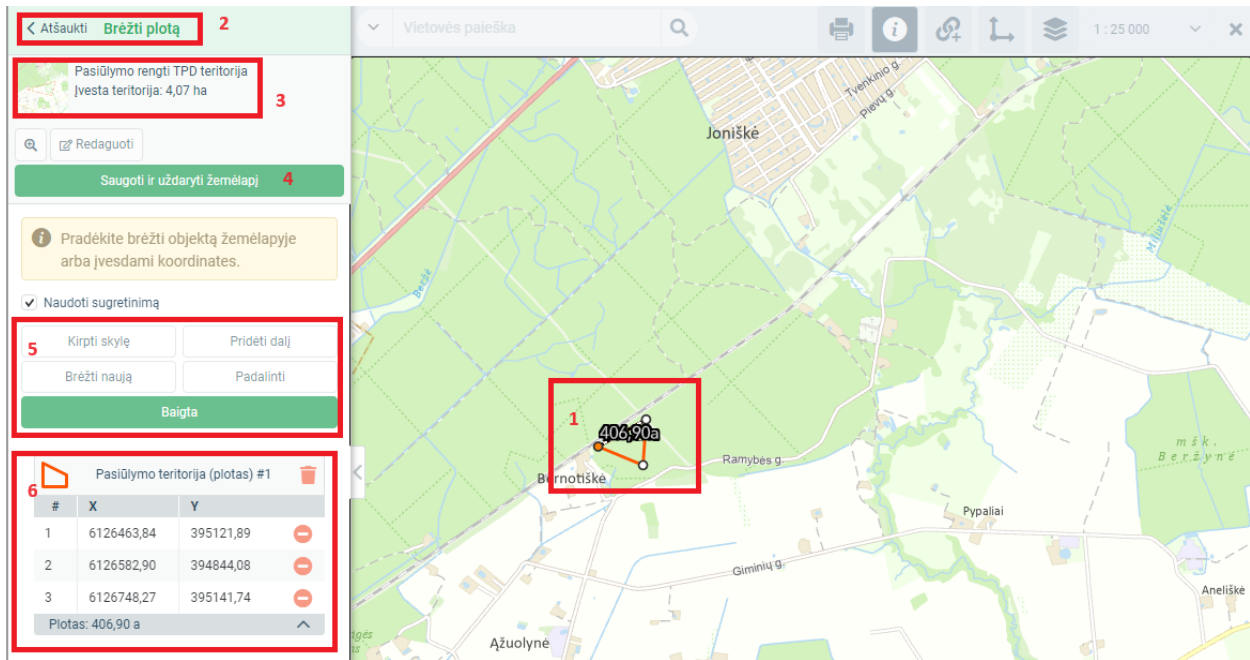 Atšaukti Brėžti plotą 2
Vietovės paieška
1 : 25 000
Pasiūlymo rengti TPD teritorija
Įvesta teritorija: 4,07 ha
3
Redaguoti
Saugoti ir uždaryti žemėlapį 4
Pradėkite brėžti objektą žemėlapyje
arba įvesdami koordinates.
Naudoti sugretinimą
5
Kirpti skylę Pridėti dalį
Brėžti naują Padalinti
Baigta
6
Pasiūlymo teritorija (plotas) #1
# X Y
1 6126463,84 395121,89
2 6126582,90 394844,08
3 6126748,27 395141,74
Plotas: 406,90 a
Tvenkinio g.
Pievų g.
Joniškė
Miliušėlė
Beržė
1
406,90a
Ramybės g.
Bernotiškė
mšk.
Beržynė
Pypaliai
Giminių g.
Aneliškė
Ąžuolynė